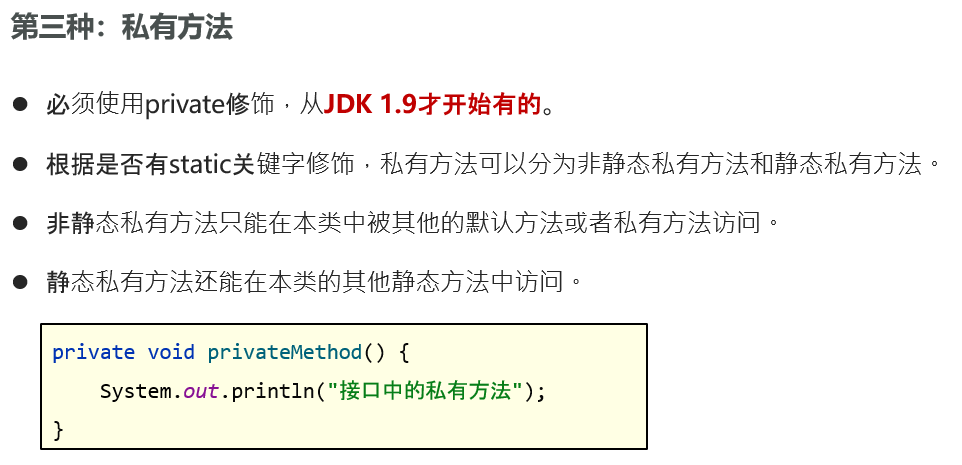 第三种：私有方法
● 必须使用private修饰，从JDK 1.9才开始有的。
● 根据是否有static关键字修饰，私有方法可以分为非静态私有方法和静态私有方法。
● 非静态私有方法只能在本类中被其他的默认方法或者私有方法访问。
● 静态私有方法还能在本类的其他静态方法中访问。
private void privateMethod() {
    System.out.println("接口中的私有方法");
}